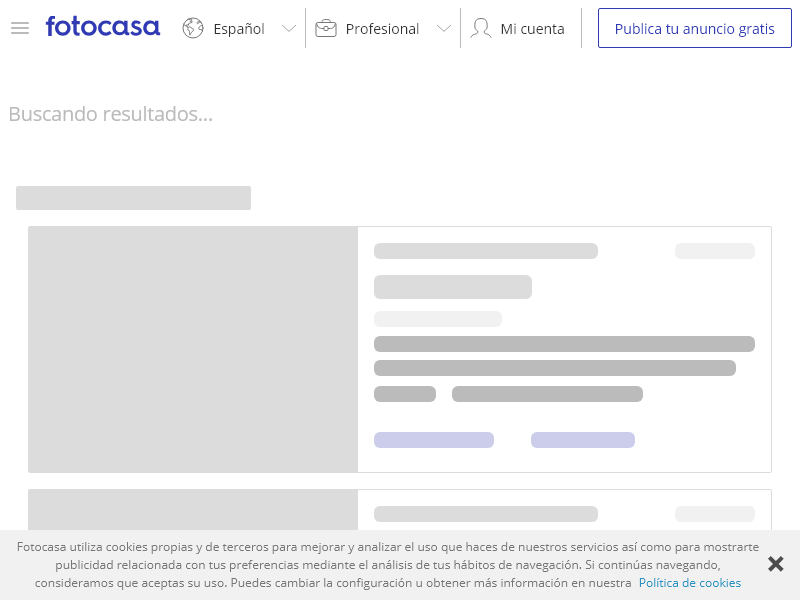 fotocasa Español Profesional Mi cuenta Publica tu anuncio gratis
Buscando resultados...
Fotocasa utiliza cookies propias y de terceros para mejorar y analizar el uso que haces de nuestros servicios así como para mostrarte
publicidad relacionada con tus preferencias mediante el análisis de tus hábitos de navegación. Si continúas navegando,
consideramos que aceptas su uso. Puedes cambiar la configuración u obtener más información en nuestra Política de cookies